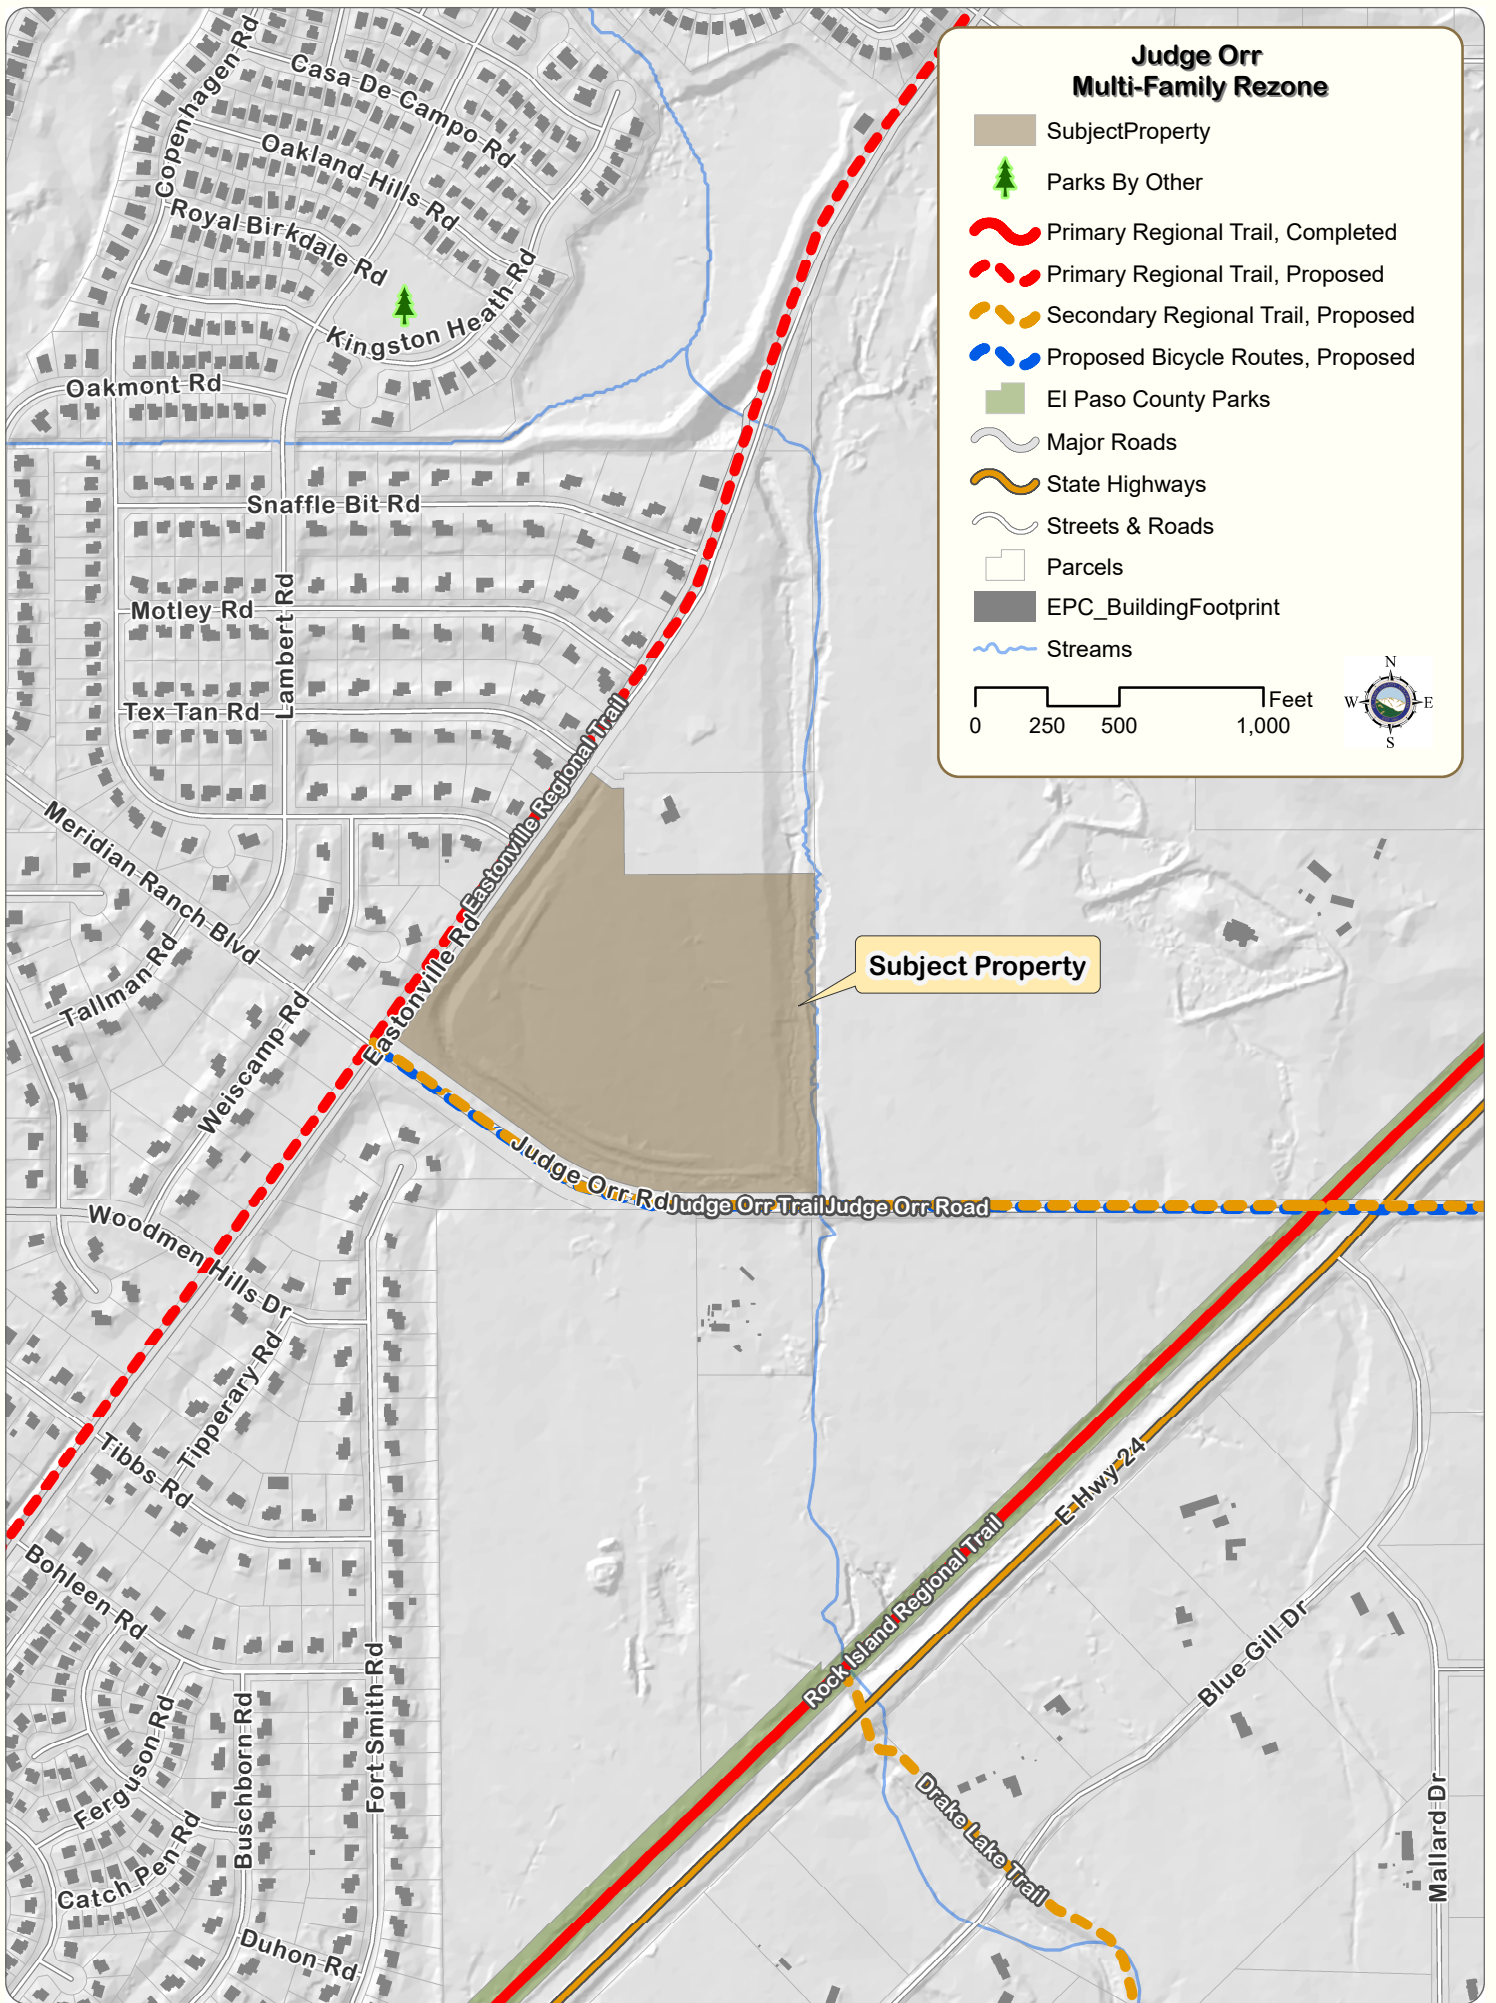 Judge Orr
Multi-Family Rezone
SubjectProperty
Parks By Other
Primary Regional Trail, Completed
Primary Regional Trail, Proposed
Secondary Regional Trail, Proposed
Proposed Bicycle Routes, Proposed
El Paso County Parks
Major Roads
State Highways
Streets & Roads
Parcels
EPC_BuildingFootprint
Streams
Feet
0 250 500 1,000
N
W E
S
Copenhagen Rd
Casa De Campo Rd
Oakland Hills Rd
Royal Birkdale Rd
Kingston Heath Rd
Oakmont Rd
Snaffle Bit Rd
Motley Rd
Lambert Rd
Tex Tan Rd
Eastonville Regional Trail
Meridian Ranch Blvd
Eastonville Rd
Tallman Rd
Weiscamp Rd
Subject Property
Judge Orr Rd
Judge Orr Trail
Judge Orr Road
Woodmen Hills Dr
Tipperary Rd
Tibbs Rd
E Hwy 24
Rock Island Regional Trail
Bohleen Rd
Blue Gill Dr
Ferguson Rd
Buschborn Rd
Fort Smith Rd
Drake Lake Trail
Mallard Dr
Catch Pen Rd
Duhon Rd